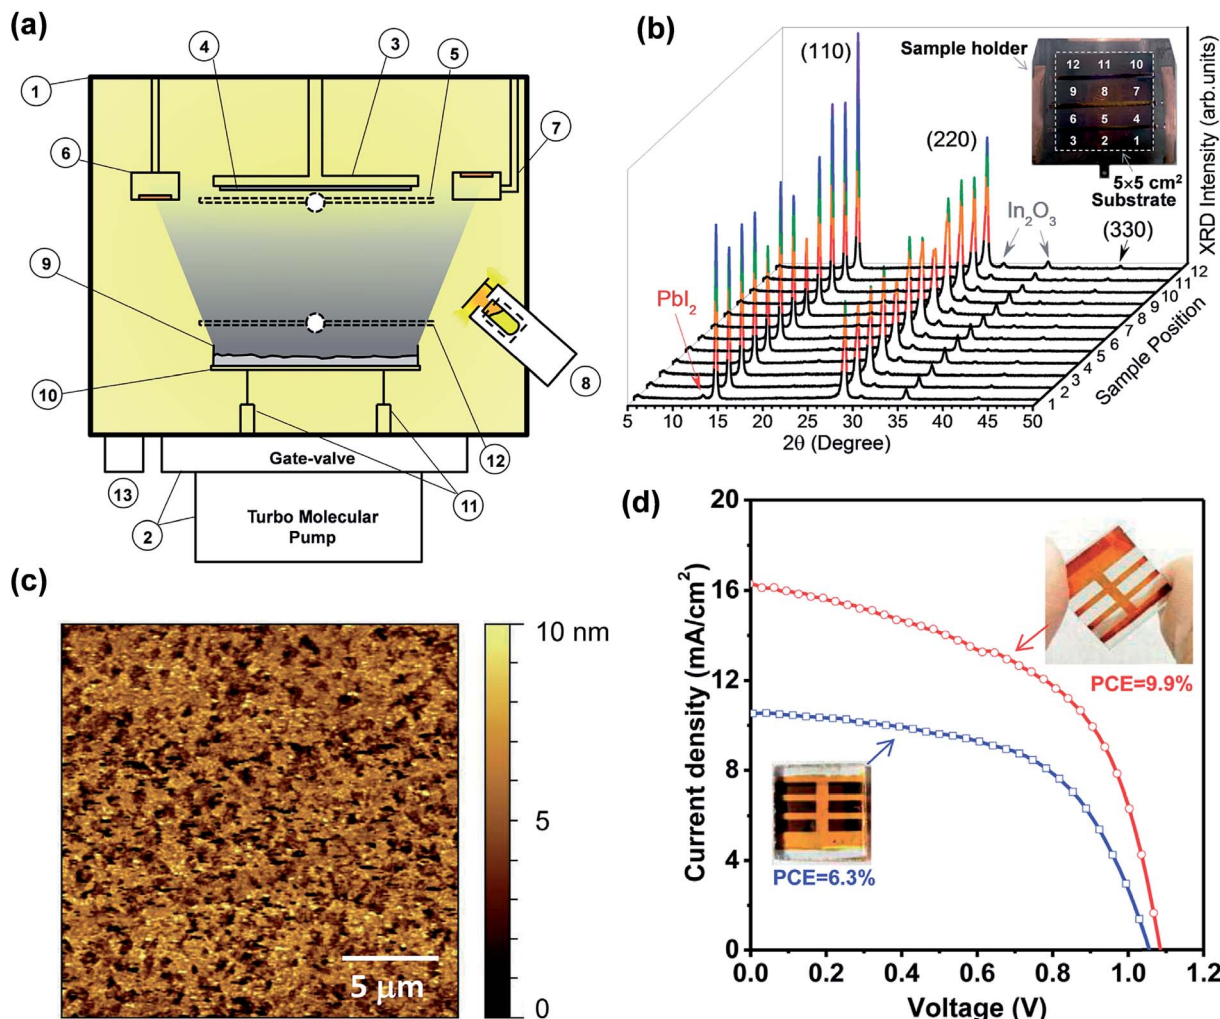 (a)
4
3
5
1
6
7
9
8
10
12
Gate-valve
13
11
2
Turbo Molecular
Pump
(b)
(110)
Sample holder
12 11 10
9 8 7
6 5 4
3 2 1
(220)
5×5 cm²
Substrate
In₂O₃
(330)
PbI₂
XRD Intensity (arb.units)
1 2 3 4 5 6 7 8 9 10 11 12
Sample Position
5 10 15 20 25 30 35 40 45 50
2θ (Degree)
(c)
10 nm
5
0
5 µm
(d)
20
16
12
8
4
0
Current density (mA/cm²)
PCE=9.9%
PCE=6.3%
0.0 0.2 0.4 0.6 0.8 1.0 1.2
Voltage (V)